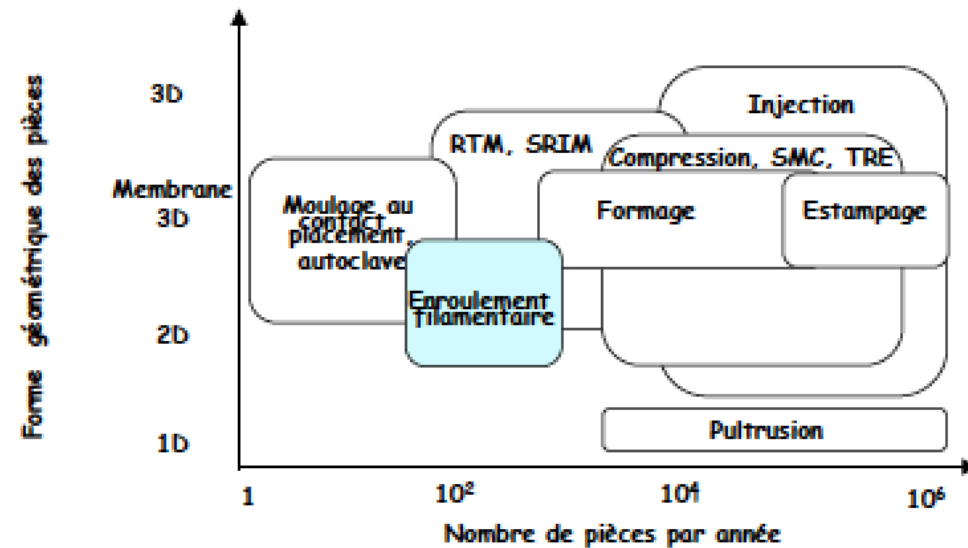 Forme géométrique des pièces
3D
Membrane
3D
2D
1D
Injection
RTM, SRIM
Compression, SMC, TRE
Moulage au
contact,
placement,
autoclave
Formage
Estampage
Enroulement
filamentaire
Pultrusion
1
10²
10⁴
10⁶
Nombre de pièces par année